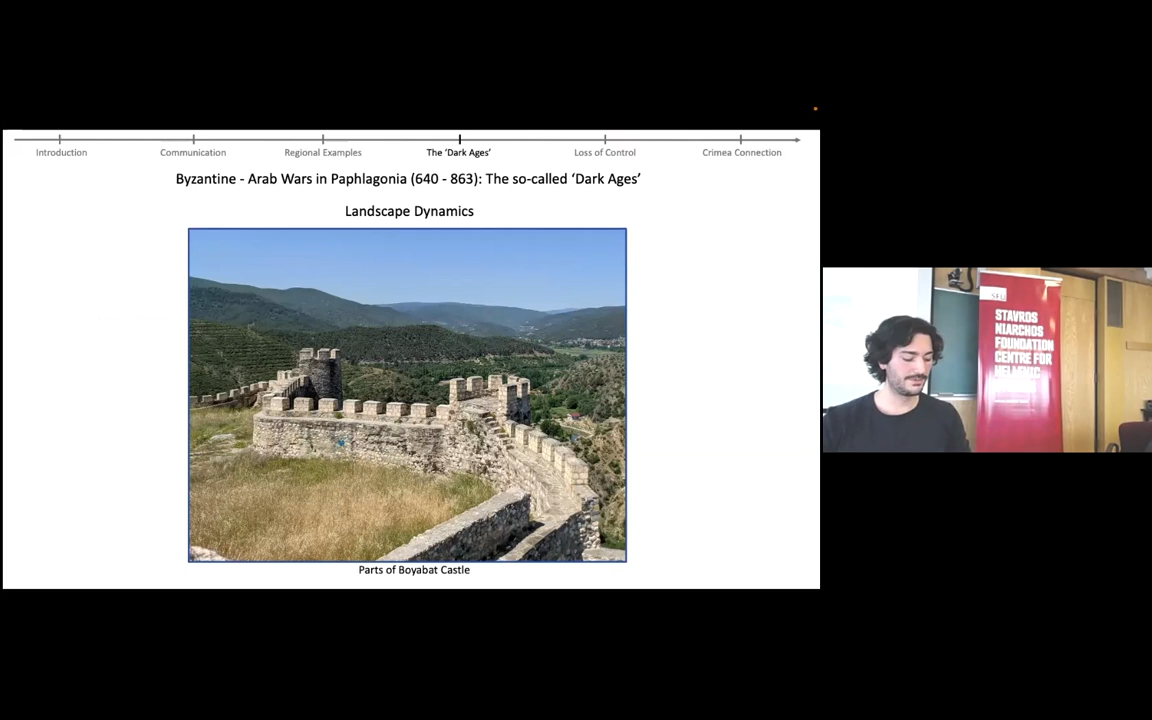 Introduction
Communication
Regional Examples
The ‘Dark Ages’
Loss of Control
Crimea Connection
Byzantine - Arab Wars in Paphlagonia (640 - 863): The so-called ‘Dark Ages’
Landscape Dynamics
Parts of Boyabat Castle
SFU
STAVROS
NIARCHOS
FOUNDATION
CENTRE FOR
HELLENIC